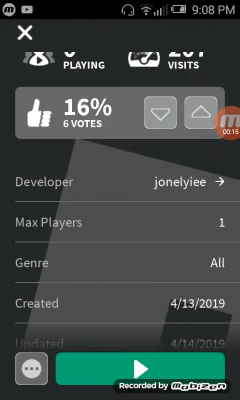 9:08 PM
PLAYING
VISITS
16%
6 VOTES
00:15
Developer jonelyiee →
Max Players 1
Genre All
Created 4/13/2019
Updated 4/14/2019
Recorded by Mobizen